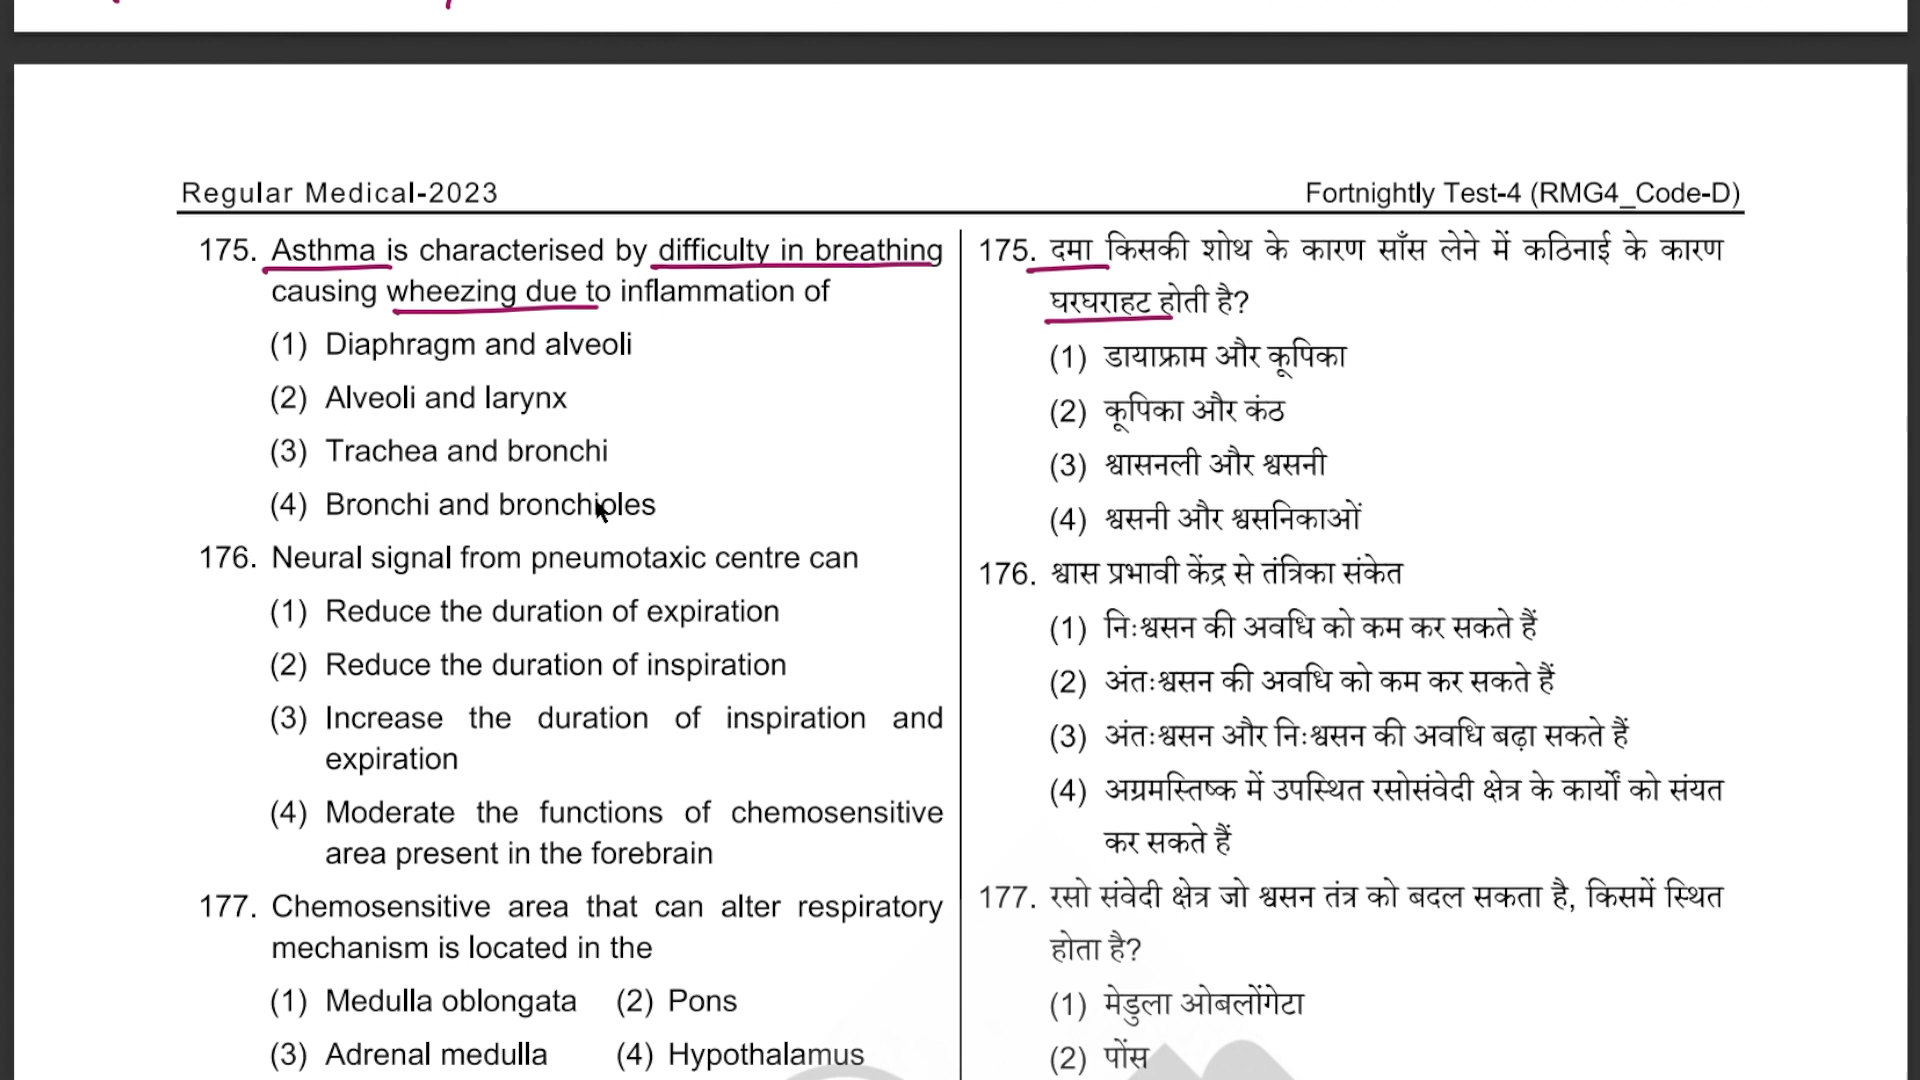 Regular Medical-2023
Fortnightly Test-4 (RMG4_Code-D)
175. Asthma is characterised by difficulty in breathing
causing wheezing due to inflammation of
(1) Diaphragm and alveoli
(2) Alveoli and larynx
(3) Trachea and bronchi
(4) Bronchi and bronchioles
176. Neural signal from pneumotaxic centre can
(1) Reduce the duration of expiration
(2) Reduce the duration of inspiration
(3) Increase the duration of inspiration and
expiration
(4) Moderate the functions of chemosensitive
area present in the forebrain
177. Chemosensitive area that can alter respiratory
mechanism is located in the
(1) Medulla oblongata (2) Pons
(3) Adrenal medulla (4) Hypothalamus
175. दमा किसकी शोथ के कारण साँस लेने में कठिनाई के कारण
घरघराहट होती है?
(1) डायाफ्राम और कूपिका
(2) कूपिका और कंठ
(3) श्वासनली और श्वसनी
(4) श्वसनी और श्वसनिकाओं
176. श्वास प्रभावी केंद्र से तंत्रिका संकेत
(1) निःश्वसन की अवधि को कम कर सकते हैं
(2) अंतःश्वसन की अवधि को कम कर सकते हैं
(3) अंतःश्वसन और निःश्वसन की अवधि बढ़ा सकते हैं
(4) अग्रमस्तिष्क में उपस्थित रसोसंवेदी क्षेत्र के कार्यों को संयत
कर सकते हैं
177. रसो संवेदी क्षेत्र जो श्वसन तंत्र को बदल सकता है, किसमें स्थित
होता है?
(1) मेडुला ओबलोंगेटा
(2) पोंस